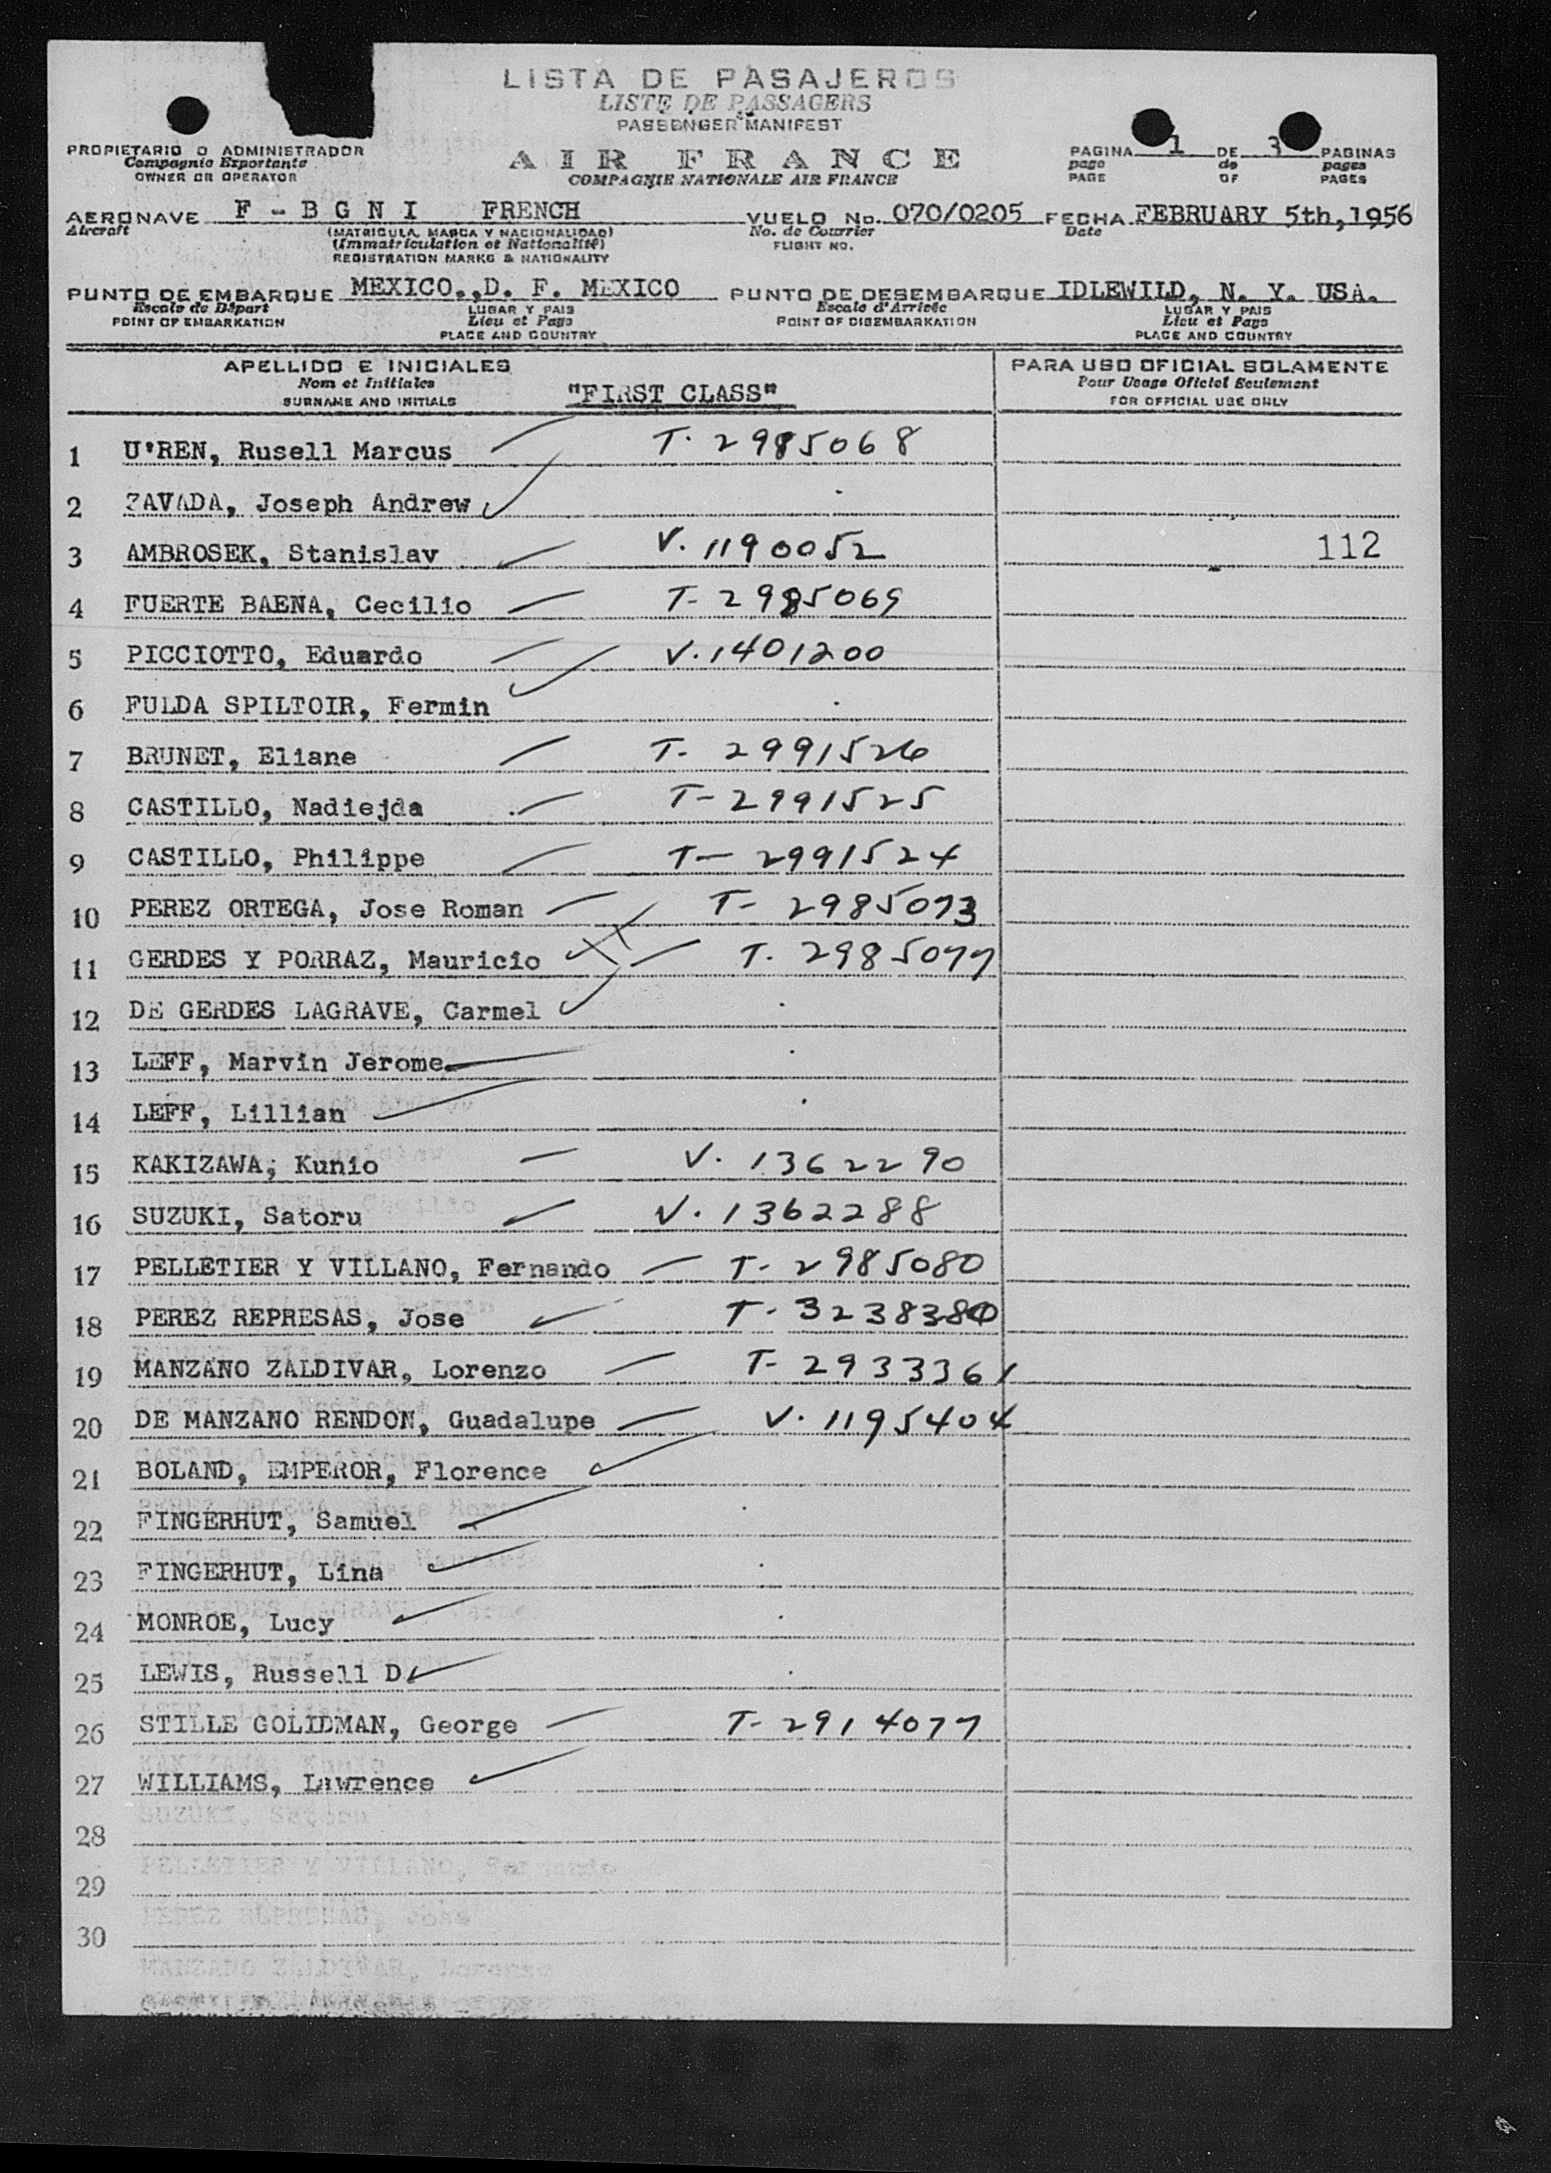 LISTA DE PASAJEROS
LISTE DE PASSAGERS
PASSENGER MANIFEST
PROPIETARIO O ADMINISTRADOR
Compagnie Exportante
OWNER OR OPERATOR
AIR FRANCE
COMPAGNIE NATIONALE AIR FRANCE
PAGINA 1 DE 3 PAGINAS
page de pages
PAGE OF PAGES
AERONAVE F - B G N I FRENCH VUELO No. 070/0205 FECHA FEBRUARY 5th, 1956
Aircraft (MATRICULA, MARCA Y NACIONALIDAD) No. de Courrier Date
(Immatriculation et Nationalité) FLIGHT NO.
REGISTRATION MARKS & NATIONALITY
PUNTO DE EMBARQUE MEXICO.,D. F. MEXICO PUNTO DE DESEMBARQUE IDLEWILD, N. Y. USA.
Escale de Départ LUGAR Y PAIS Escale d'Arrivée LUGAR Y PAIS
POINT OF EMBARKATION Lieu et Pays POINT OF DISEMBARKATION Lieu et Pays
PLACE AND COUNTRY PLACE AND COUNTRY
APELLIDO E INICIALES PARA USO OFICIAL SOLAMENTE
Nom et Initiales "FIRST CLASS" Pour Usage Oficiel Seulement
SURNAME AND INITIALS FOR OFFICIAL USE ONLY
1 U'REN, Rusell Marcus T. 2985068
2 ZAVADA, Joseph Andrew
3 AMBROSEK, Stanislav V. 1190052 112
4 FUERTE BAENA, Cecilio T- 2985069
5 PICCIOTTO, Eduardo V. 1401200
6 FULDA SPILTOIR, Fermin
7 BRUNET, Eliane T- 2991526
8 CASTILLO, Nadiejda T- 2991525
9 CASTILLO, Philippe T- 2991524
10 PEREZ ORTEGA, Jose Roman T- 2985073
11 GERDES Y PORRAZ, Mauricio T. 2985077
12 DE GERDES LAGRAVE, Carmel
13 LEFF, Marvin Jerome
14 LEFF, Lillian
15 KAKIZAWA, Kunio V. 1362290
16 SUZUKI, Satoru V. 1362288
17 PELLETIER Y VILLANO, Fernando T- 2985080
18 PEREZ REPRESAS, Jose T- 3238380
19 MANZANO ZALDIVAR, Lorenzo T- 2933361
20 DE MANZANO RENDON, Guadalupe V. 1195404
21 BOLAND, EMPEROR, Florence
22 FINGERHUT, Samuel
23 FINGERHUT, Lina
24 MONROE, Lucy
25 LEWIS, Russell D
26 STILLE GOLIDMAN, George T- 2914077
27 WILLIAMS, Lawrence
28
29
30